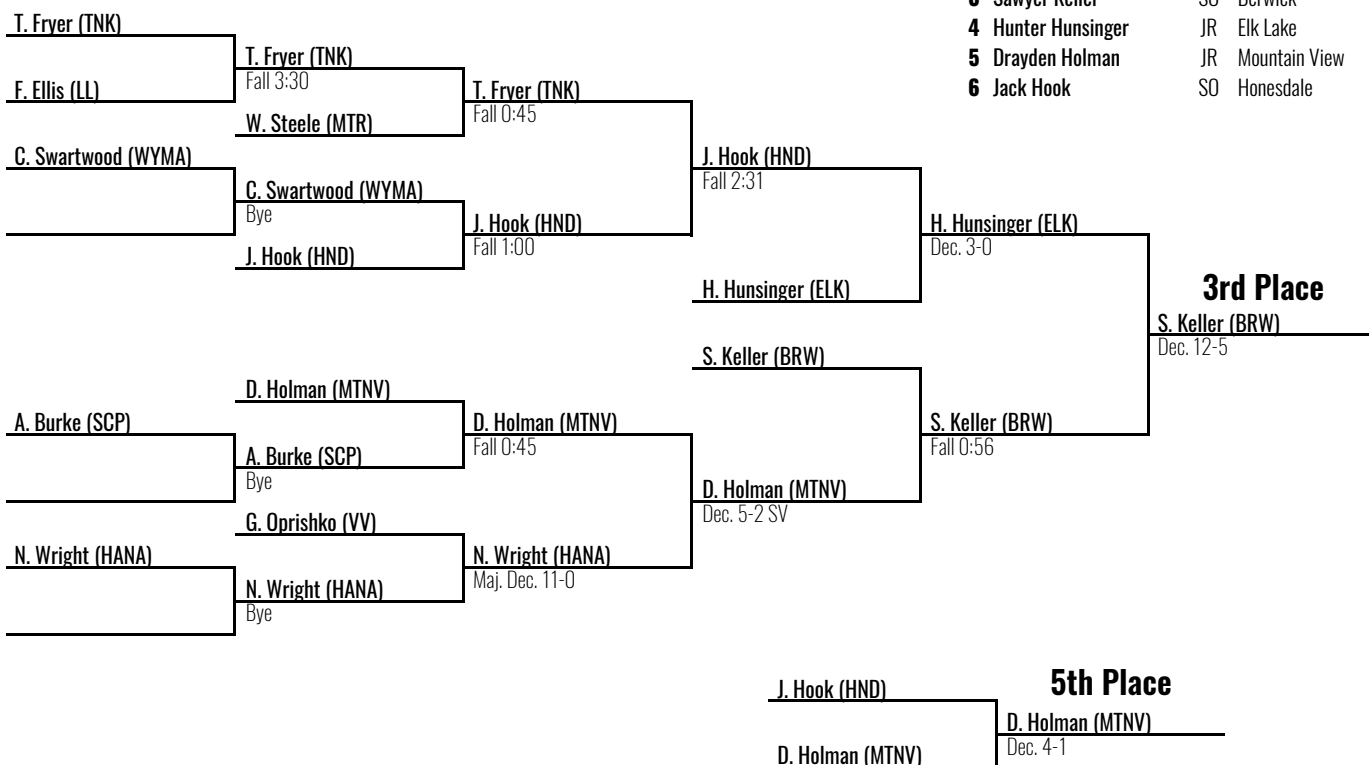 3 Sawyer Keller SO Berwick
4 Hunter Hunsinger JR Elk Lake
5 Drayden Holman JR Mountain View
6 Jack Hook SO Honesdale
T. Fryer (TNK)
T. Fryer (TNK)
Fall 3:30
F. Ellis (LL)
T. Fryer (TNK)
Fall 0:45
W. Steele (MTR)
C. Swartwood (WYMA)
J. Hook (HND)
Fall 2:31
C. Swartwood (WYMA)
Bye
J. Hook (HND)
Fall 1:00
J. Hook (HND)
H. Hunsinger (ELK)
Dec. 3-0
H. Hunsinger (ELK)
3rd Place
S. Keller (BRW)
Dec. 12-5
S. Keller (BRW)
D. Holman (MTNV)
A. Burke (SCP)
D. Holman (MTNV)
Fall 0:45
S. Keller (BRW)
Fall 0:56
A. Burke (SCP)
Bye
D. Holman (MTNV)
Dec. 5-2 SV
G. Oprishko (VV)
N. Wright (HANA)
N. Wright (HANA)
Maj. Dec. 11-0
N. Wright (HANA)
Bye
5th Place
J. Hook (HND)
D. Holman (MTNV)
Dec. 4-1
D. Holman (MTNV)